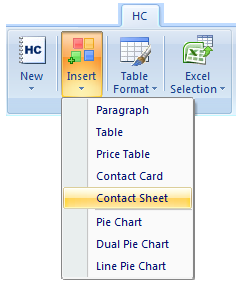 HC
HC
New
Insert
Table
Format
Excel
Selection
Paragraph
Table
Price Table
Contact Card
Contact Sheet
Pie Chart
Dual Pie Chart
Line Pie Chart